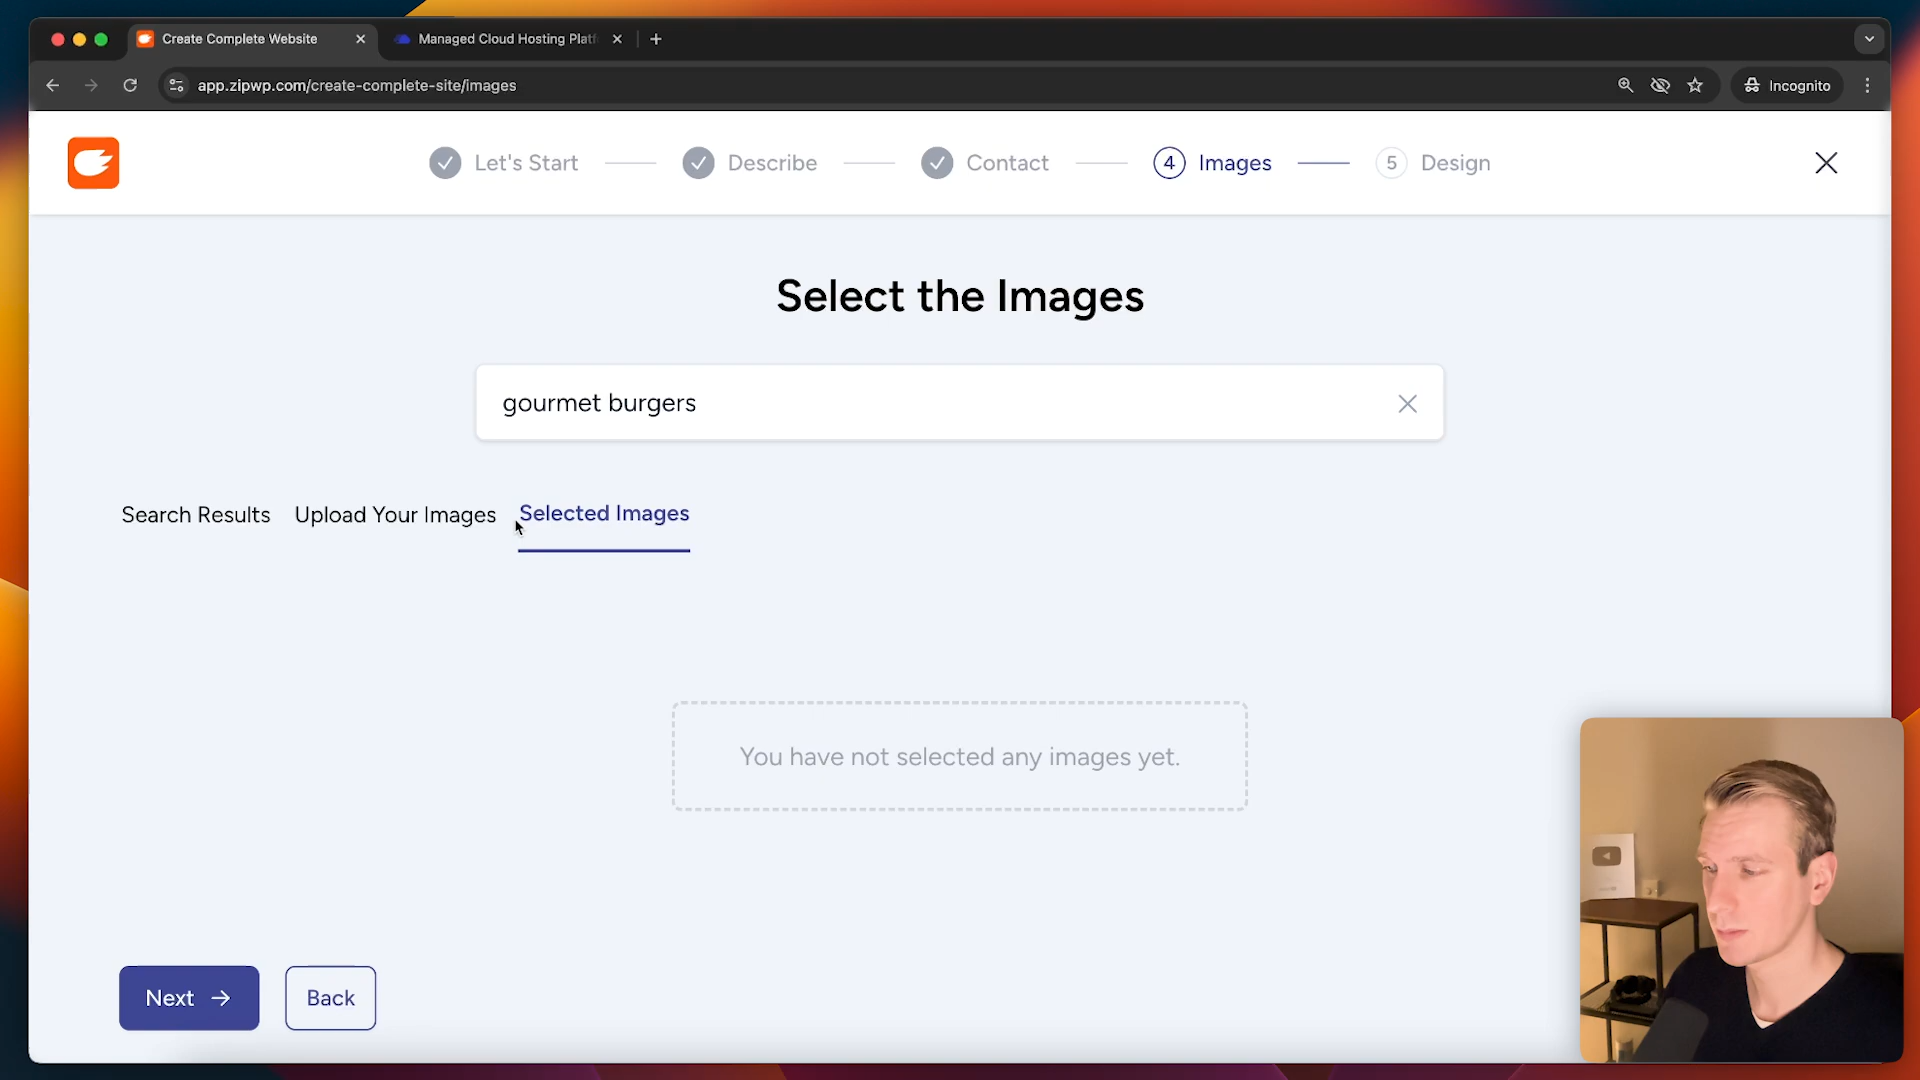 Create Complete Website
Managed Cloud Hosting Platf
app.zipwp.com/create-complete-site/images
Incognito
Let's Start
Describe
Contact
4 Images
5 Design
Select the Images
gourmet burgers
Search Results
Upload Your Images
Selected Images
You have not selected any images yet.
Next
Back